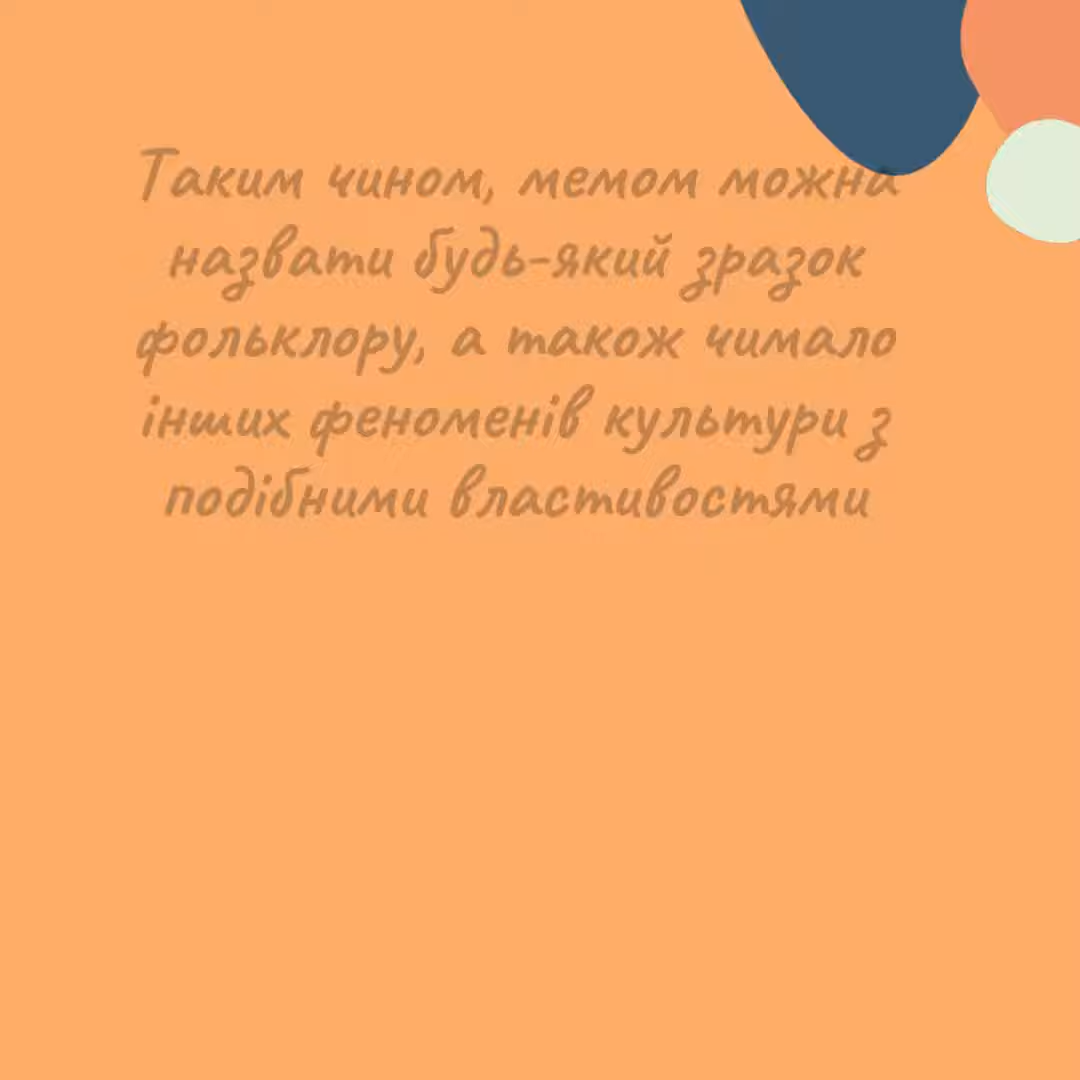 Таким чином, мемом можна
назвати будь-який зразок
фольклору, а також чимало
інших феноменів культури з
подібними властивостями